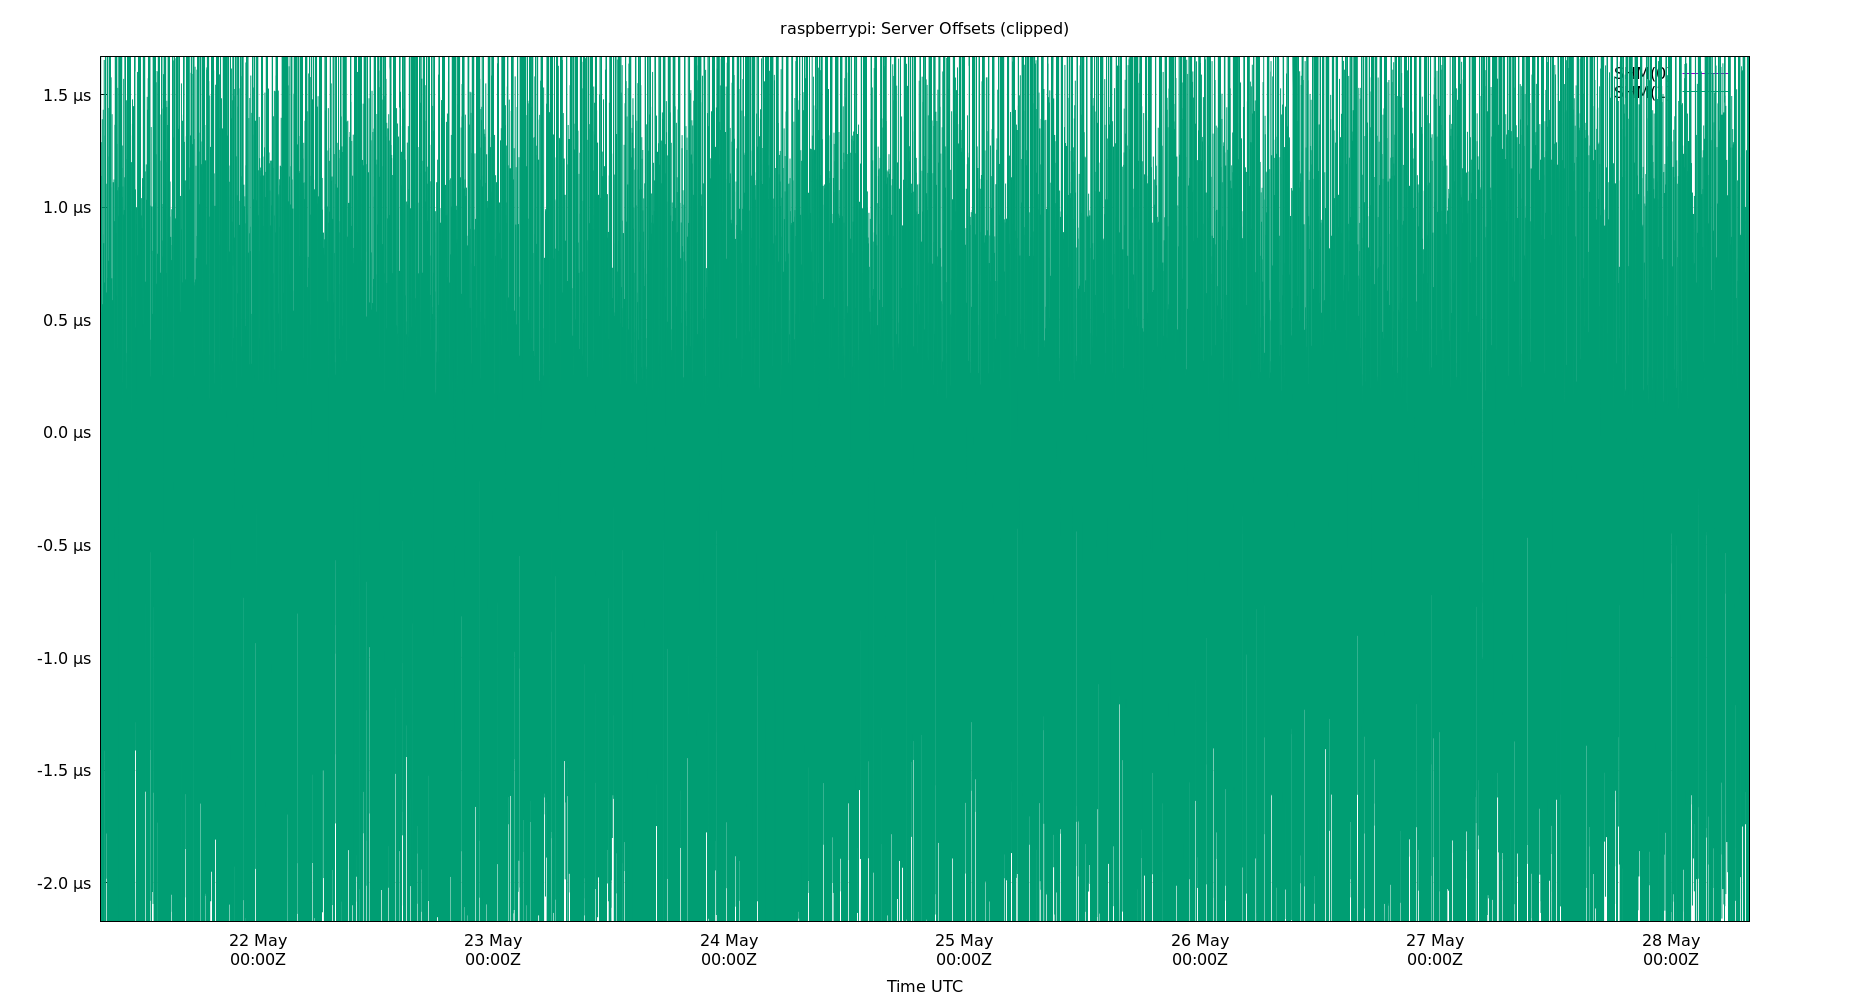 raspberrypi: Server Offsets (clipped)
1.5 µs
1.0 µs
0.5 µs
0.0 µs
-0.5 µs
-1.0 µs
-1.5 µs
-2.0 µs
22 May
00:00Z
23 May
00:00Z
24 May
00:00Z
25 May
00:00Z
26 May
00:00Z
27 May
00:00Z
28 May
00:00Z
Time UTC